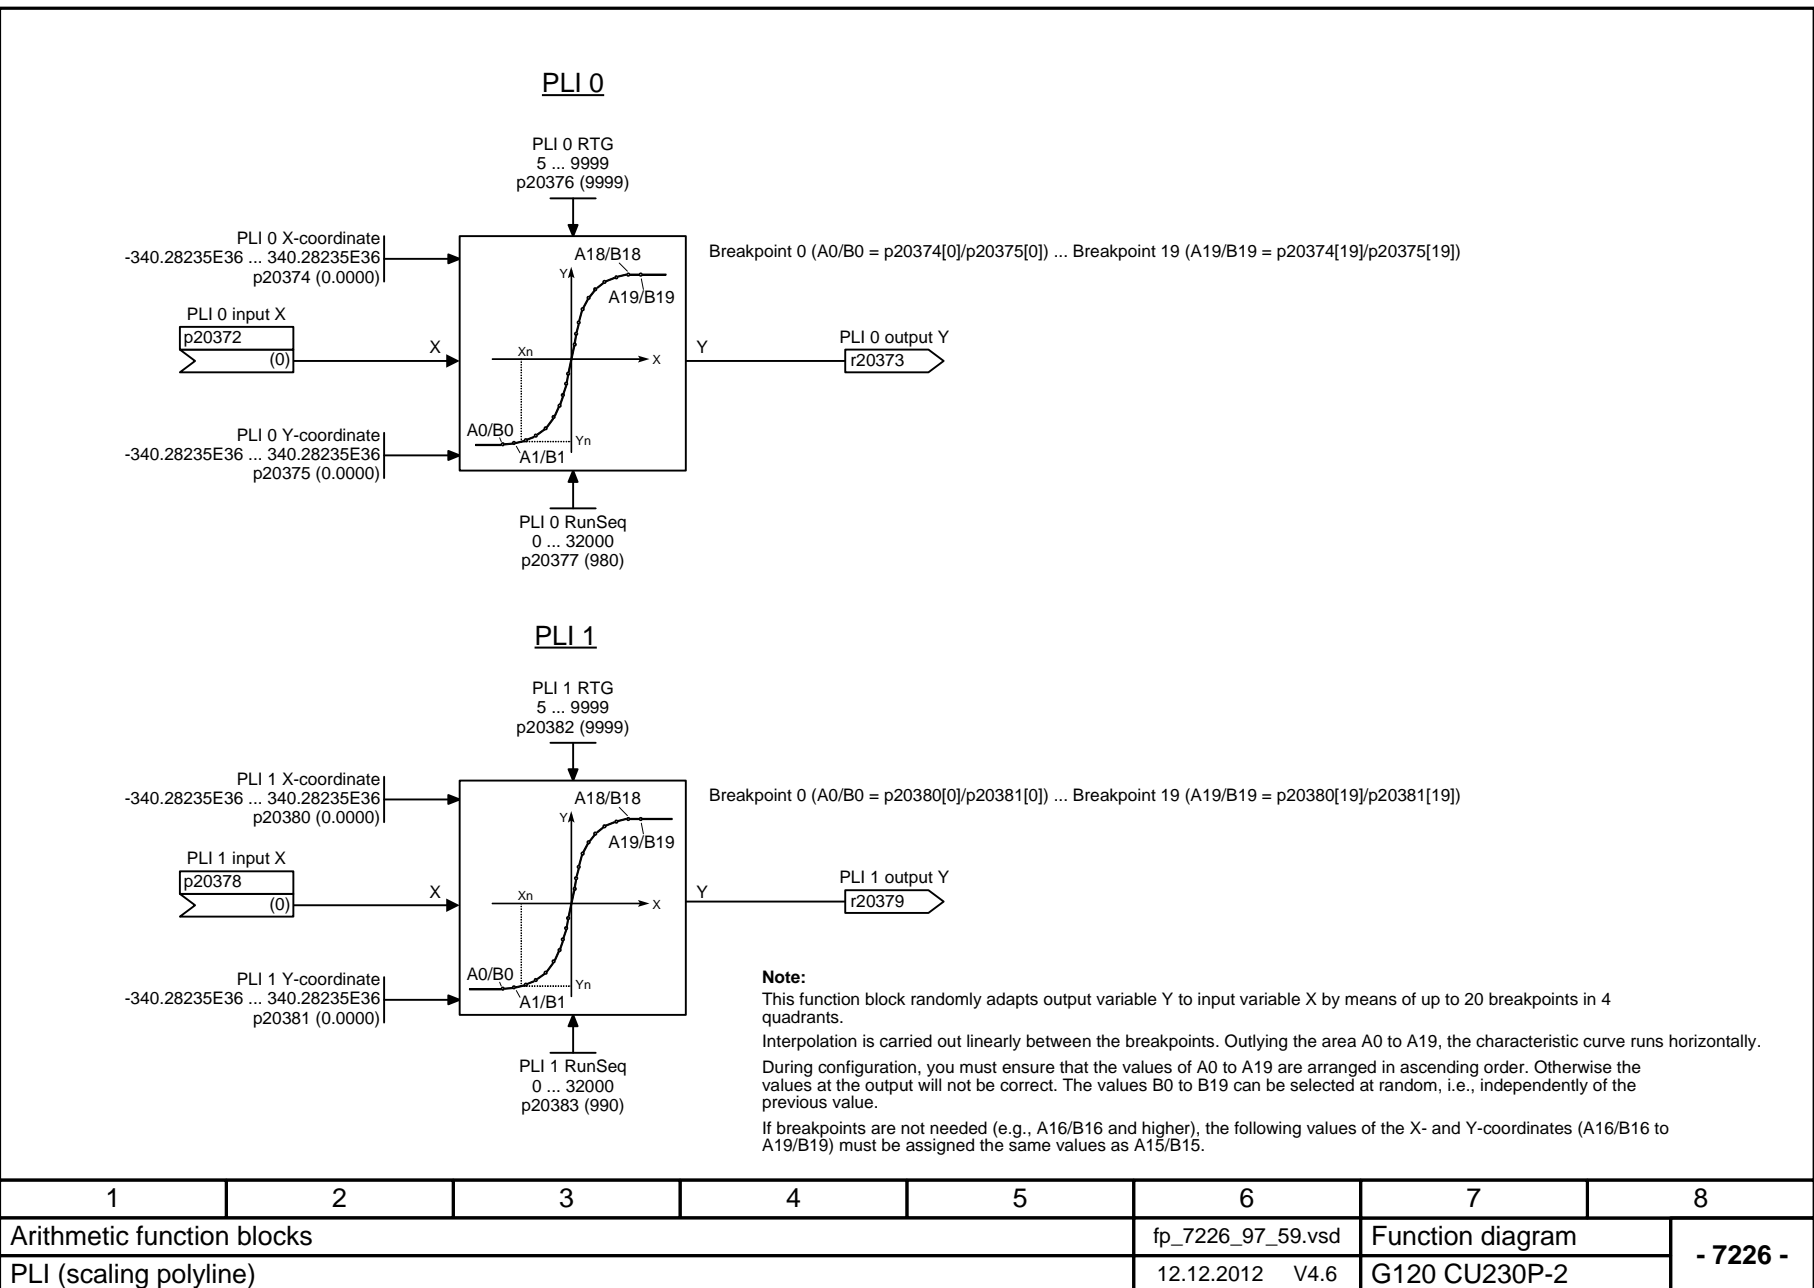 PLI 0
PLI 0 RTG
5 ... 9999
p20376 (9999)
PLI 0 X-coordinate
-340.28235E36 ... 340.28235E36
p20374 (0.0000)
A18/B18
Breakpoint 0 (A0/B0 = p20374[0]/p20375[0]) ... Breakpoint 19 (A19/B19 = p20374[19]/p20375[19])
Y
A19/B19
PLI 0 input X
p20372
(0)
X
Xn
X
Y
PLI 0 output Y
r20373
PLI 0 Y-coordinate
-340.28235E36 ... 340.28235E36
p20375 (0.0000)
A0/B0
Yn
A1/B1
PLI 0 RunSeq
0 ... 32000
p20377 (980)
PLI 1
PLI 1 RTG
5 ... 9999
p20382 (9999)
PLI 1 X-coordinate
-340.28235E36 ... 340.28235E36
p20380 (0.0000)
A18/B18
Breakpoint 0 (A0/B0 = p20380[0]/p20381[0]) ... Breakpoint 19 (A19/B19 = p20380[19]/p20381[19])
Y
A19/B19
PLI 1 input X
p20378
(0)
X
Xn
X
Y
PLI 1 output Y
r20379
PLI 1 Y-coordinate
-340.28235E36 ... 340.28235E36
p20381 (0.0000)
A0/B0
Yn
A1/B1
PLI 1 RunSeq
0 ... 32000
p20383 (990)
Note:
This function block randomly adapts output variable Y to input variable X by means of up to 20 breakpoints in 4
quadrants.
Interpolation is carried out linearly between the breakpoints. Outlying the area A0 to A19, the characteristic curve runs horizontally.
During configuration, you must ensure that the values of A0 to A19 are arranged in ascending order. Otherwise the
values at the output will not be correct. The values B0 to B19 can be selected at random, i.e., independently of the
previous value.
If breakpoints are not needed (e.g., A16/B16 and higher), the following values of the X- and Y-coordinates (A16/B16 to
A19/B19) must be assigned the same values as A15/B15.
1 2 3 4 5 6 7 8
Arithmetic function blocks
fp_7226_97_59.vsd
Function diagram
- 7226 -
PLI (scaling polyline)
12.12.2012 V4.6
G120 CU230P-2